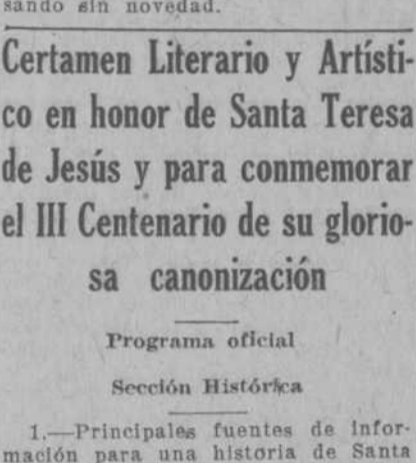 sando sin novedad.
Certamen Literario y Artísti-
co en honor de Santa Teresa
de Jesús y para conmemorar
el III Centenario de su glorio-
sa canonización
Programa oficial
Sección Histórica
1.—Principales fuentes de infor-
mación para una historia de Santa